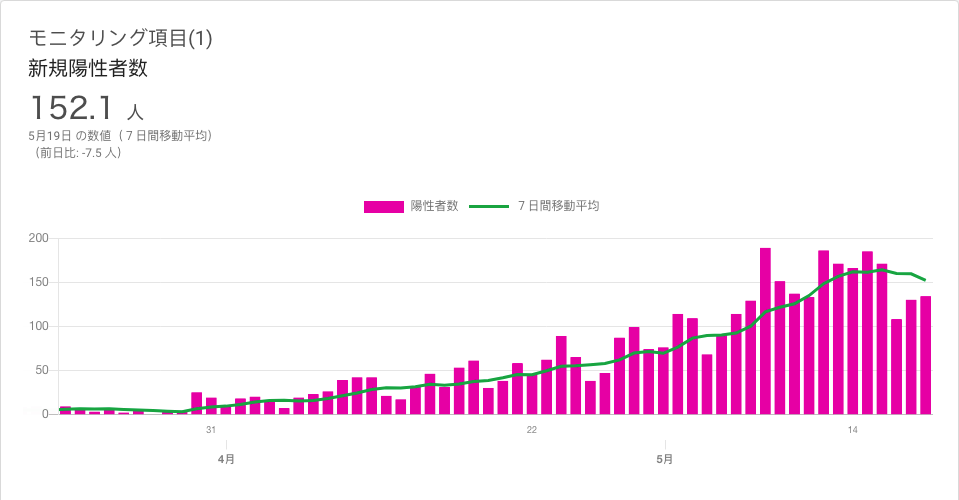 モニタリング項目(1)
新規陽性者数
152.1 人
5月19日 の数値（７日間移動平均）
（前日比: -7.5 人）
陽性者数 ７日間移動平均
200
150
100
50
0
31 22 14
4月 5月